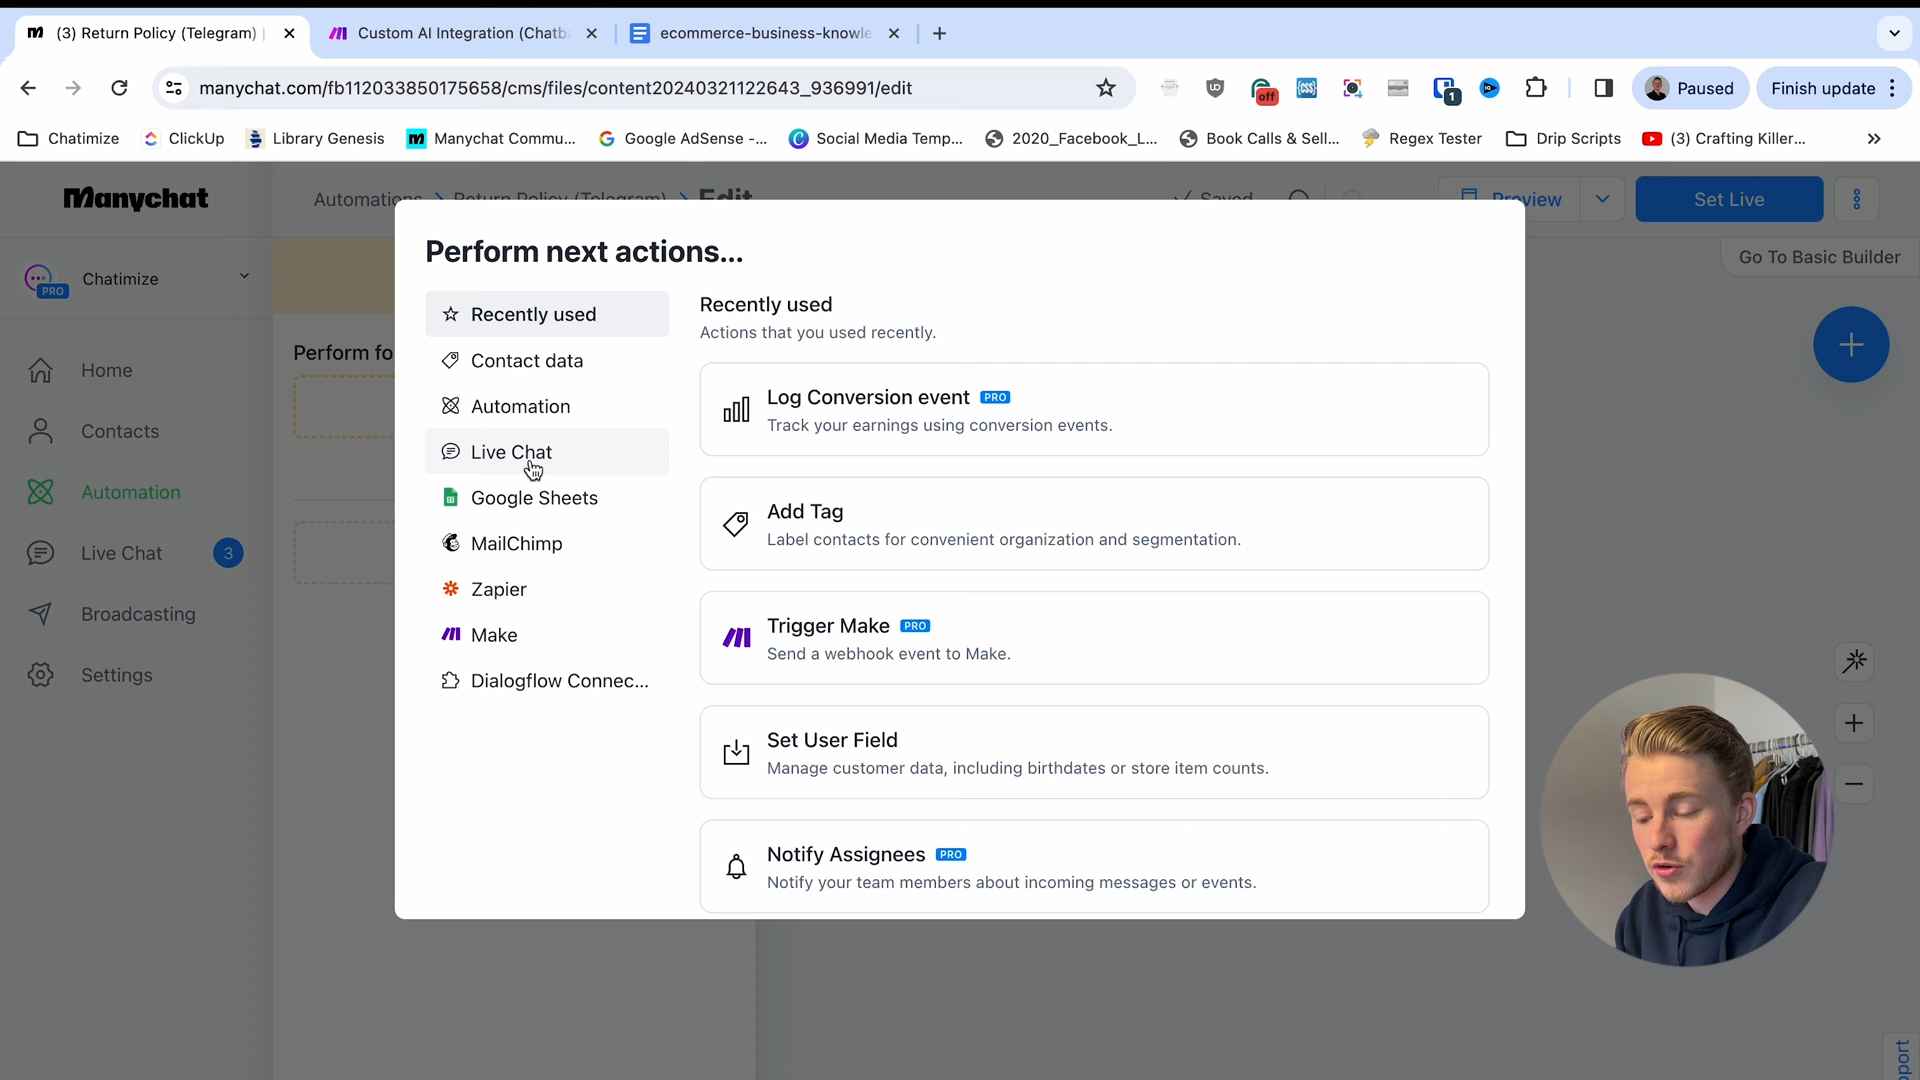 (3) Return Policy (Telegram) |
Custom AI Integration (Chatb
ecommerce-business-knowle
manychat.com/fb112033850175658/cms/files/content20240321122643_936991/edit
off
CSS
1
Paused
Finish update
Chatimize
ClickUp
Library Genesis
Manychat Commu...
Google AdSense -...
Social Media Temp...
2020_Facebook_L...
Book Calls & Sell...
Regex Tester
Drip Scripts
(3) Crafting Killer...
Manychat
Automations > Return Policy (Telegram) > Edit
Saved
Preview
Set Live
Go To Basic Builder
PRO
Chatimize
Home
Contacts
Automation
Live Chat
3
Broadcasting
Settings
Perform fo
Perform next actions...
Recently used
Contact data
Automation
Live Chat
Google Sheets
MailChimp
Zapier
Make
Dialogflow Connec...
Recently used
Actions that you used recently.
Log Conversion event PRO
Track your earnings using conversion events.
Add Tag
Label contacts for convenient organization and segmentation.
Trigger Make PRO
Send a webhook event to Make.
Set User Field
Manage customer data, including birthdates or store item counts.
Notify Assignees PRO
Notify your team members about incoming messages or events.
pport